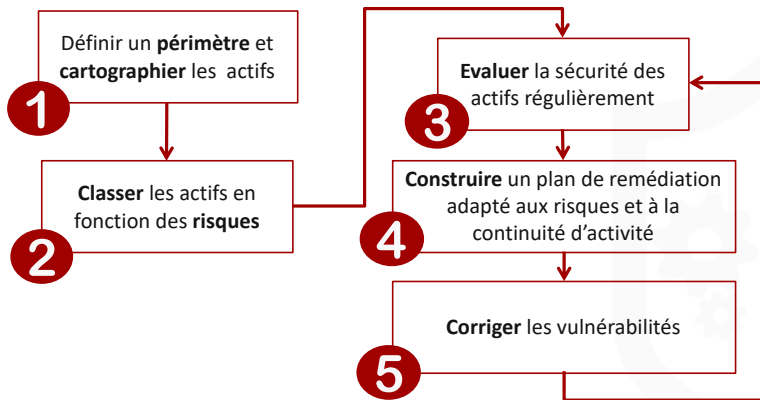 Définir un périmètre et
cartographier les actifs
1
Classer les actifs en
fonction des risques
2
Evaluer la sécurité des
actifs régulièrement
3
Construire un plan de remédiation
adapté aux risques et à la
continuité d’activité
4
Corriger les vulnérabilités
5